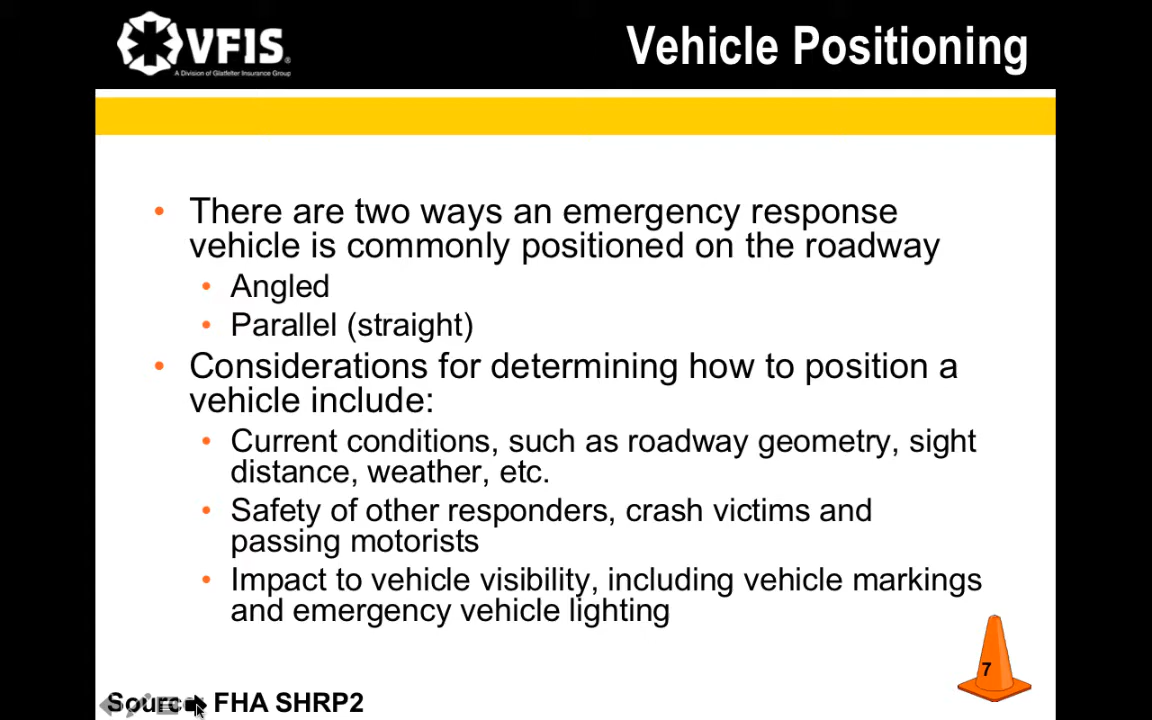 VFIS
A Division of Glatfelter Insurance Group
Vehicle Positioning
• There are two ways an emergency response
vehicle is commonly positioned on the roadway
• Angled
• Parallel (straight)
• Considerations for determining how to position a
vehicle include:
• Current conditions, such as roadway geometry, sight
distance, weather, etc.
• Safety of other responders, crash victims and
passing motorists
• Impact to vehicle visibility, including vehicle markings
and emergency vehicle lighting
7
FHA SHRP2